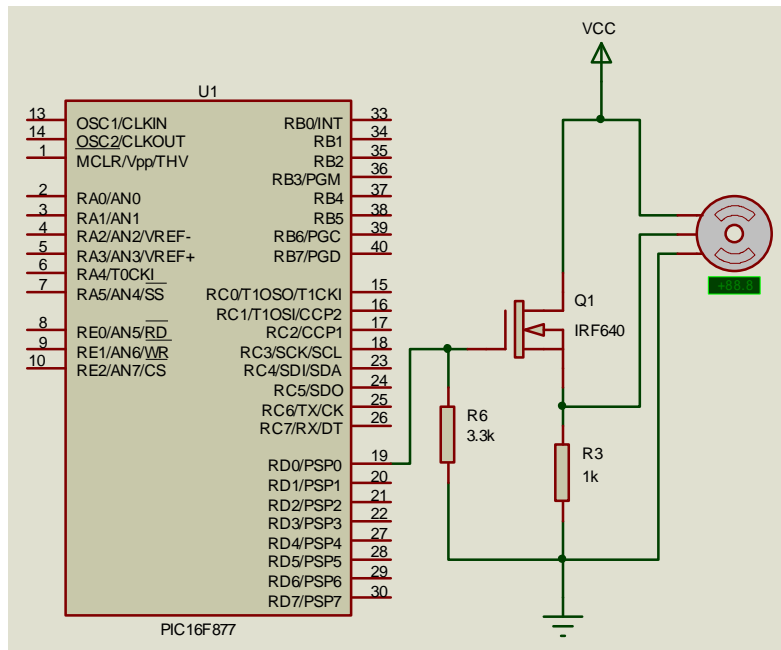 VCC
U1
13 OSC1/CLKIN RB0/INT 33
14 OSC2/CLKOUT RB1 34
1 MCLR/Vpp/THV RB2 35
RB3/PGM 36
2 RA0/AN0 RB4 37
3 RA1/AN1 RB5 38
4 RA2/AN2/VREF- RB6/PGC 39
5 RA3/AN3/VREF+ RB7/PGD 40
6 RA4/T0CKI
7 RA5/AN4/SS RC0/T1OSO/T1CKI 15
RC1/T1OSI/CCP2 16
8 RE0/AN5/RD RC2/CCP1 17
9 RE1/AN6/WR RC3/SCK/SCL 18
10 RE2/AN7/CS RC4/SDI/SDA 23
RC5/SDO 24
RC6/TX/CK 25
RC7/RX/DT 26
RD0/PSP0 19
RD1/PSP1 20
RD2/PSP2 21
RD3/PSP3 22
RD4/PSP4 27
RD5/PSP5 28
RD6/PSP6 29
RD7/PSP7 30
PIC16F877
Q1
IRF640
+88.8
R6
3.3k
R3
1k